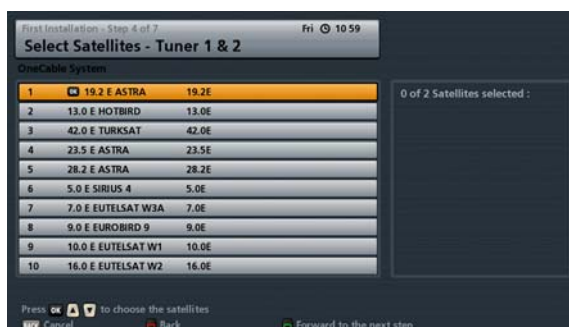 First Installation - Step 4 of 7 Fri 10 59
Select Satellites - Tuner 1 & 2
OneCable System
1 OK 19.2 E ASTRA 19.2E
2 13.0 E HOTBIRD 13.0E
3 42.0 E TURKSAT 42.0E
4 23.5 E ASTRA 23.5E
5 28.2 E ASTRA 28.2E
6 5.0 E SIRIUS 4 5.0E
7 7.0 E EUTELSAT W3A 7.0E
8 9.0 E EUROBIRD 9 9.0E
9 10.0 E EUTELSAT W1 10.0E
10 16.0 E EUTELSAT W2 16.0E
0 of 2 Satellites selected :
Press OK to choose the satellites
Cancel Back Forward to the next step